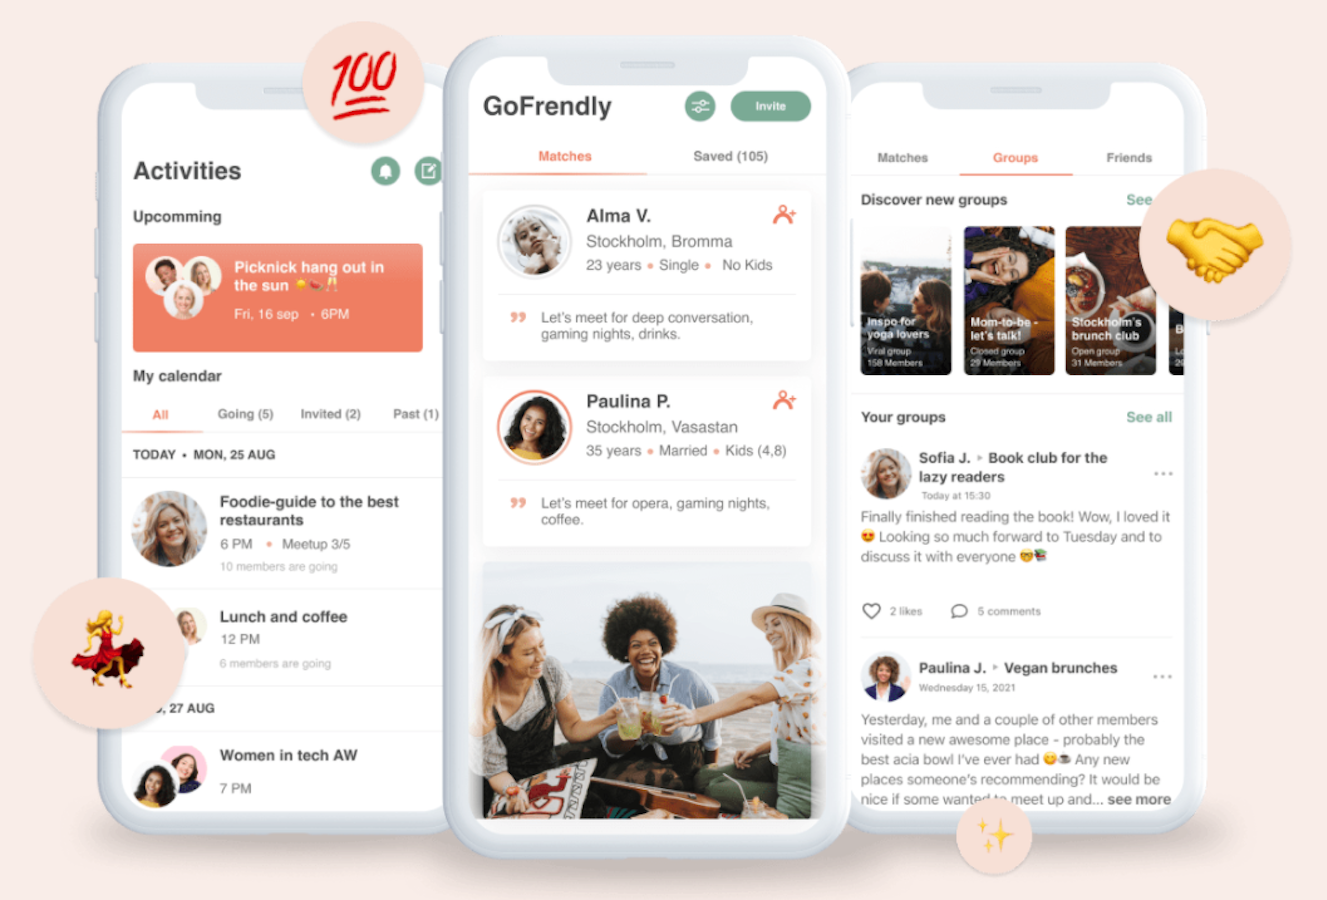 100
Activities
Upcomming
Picknick hang out in
the sun ☀️🍉🥂
Fri, 16 sep • 6PM
My calendar
All Going (5) Invited (2) Past (1)
TODAY • MON, 25 AUG
Foodie-guide to the best
restaurants
6 PM • Meetup 3/5
10 members are going
Lunch and coffee
12 PM
6 members are going
, 27 AUG
Women in tech AW
7 PM
GoFrendly
Invite
Matches Saved (105)
Alma V.
Stockholm, Bromma
23 years • Single • No Kids
Let's meet for deep conversation,
gaming nights, drinks.
Paulina P.
Stockholm, Vasastan
35 years • Married • Kids (4,8)
Let's meet for opera, gaming nights,
coffee.
Matches Groups Friends
Discover new groups See
Inspo for
yoga lovers
Viral group
158 Members
Mom-to-be -
let's talk!
Closed group
29 Members
Stockholm's
brunch club
Open group
31 Members
Your groups See all
Sofia J. ▸ Book club for the
lazy readers
Today at 15:30
Finally finished reading the book! Wow, I loved it
😍 Looking so much forward to Tuesday and to
discuss it with everyone 🤓📚
2 likes 5 comments
Paulina J. ▸ Vegan brunches
Wednesday 15, 2021
Yesterday, me and a couple of other members
visited a new awesome place - probably the
best acia bowl I've ever had 😋☕ Any new
places someone's recommending? It would be
nice if some wanted to meet up and... see more